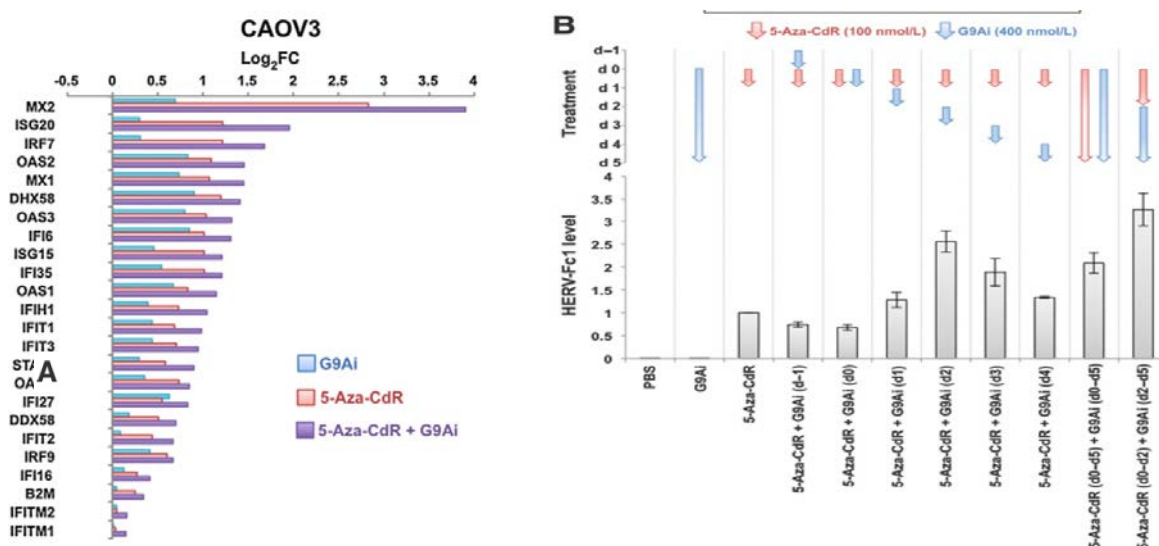 CAOV3
Log2FC
-0.5 0 0.5 1 1.5 2 2.5 3 3.5 4
MX2
ISG20
IRF7
OAS2
MX1
DHX58
OAS3
IFI6
ISG15
IFI35
OAS1
IFIH1
IFIT1
IFIT3
STA
OA
IFI27
DDX58
IFIT2
IRF9
IFI16
B2M
IFITM2
IFITM1
A
G9Ai
5-Aza-CdR
5-Aza-CdR + G9Ai
B
5-Aza-CdR (100 nmol/L) G9Ai (400 nmol/L)
Treatment
d–1
d 0
d 1
d 2
d 3
d 4
d 5
HERV-Fc1 level
4
3.5
3
2.5
2
1.5
1
0.5
0
PBS
G9Ai
5-Aza-CdR
5-Aza-CdR + G9Ai (d–1)
5-Aza-CdR + G9Ai (d0)
5-Aza-CdR + G9Ai (d1)
5-Aza-CdR + G9Ai (d2)
5-Aza-CdR + G9Ai (d3)
5-Aza-CdR + G9Ai (d4)
5-Aza-CdR (d0–d5) + G9Ai (d0–d5)
5-Aza-CdR (d0–d2) + G9Ai (d2–d5)